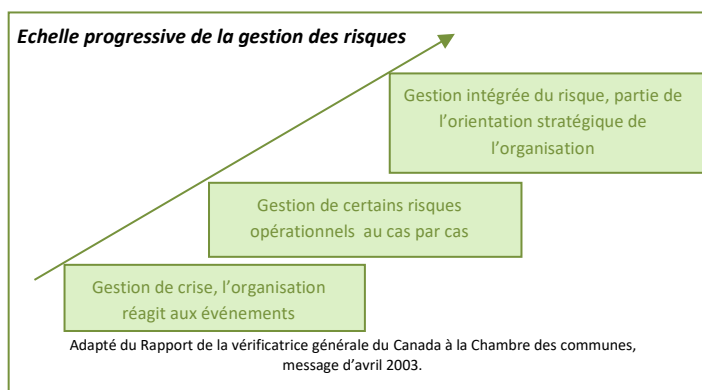 Echelle progressive de la gestion des risques
Gestion intégrée du risque, partie de
l'orientation stratégique de
l'organisation
Gestion de certains risques
opérationnels au cas par cas
Gestion de crise, l'organisation
réagit aux événements
Adapté du Rapport de la vérificatrice générale du Canada à la Chambre des communes,
message d'avril 2003.